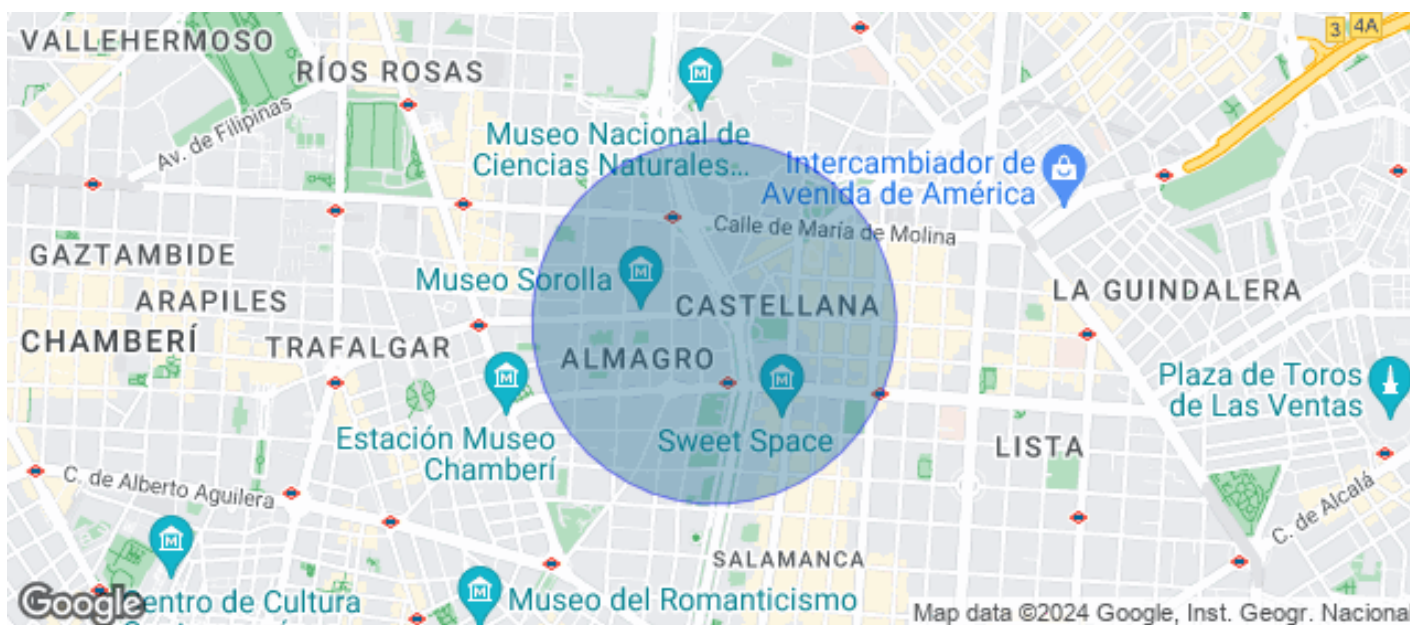 VALLEHERMOSO
RÍOS ROSAS
Av. de Filipinas
3
4A
Museo Nacional de
Ciencias Naturales...
Intercambiador de
Avenida de América
Calle de María de Molina
GAZTAMBIDE
ARAPILES
CHAMBERÍ
TRAFALGAR
Museo Sorolla
CASTELLANA
ALMAGRO
LA GUINDALERA
Estación Museo
Chamberí
Sweet Space
Plaza de Toros
de Las Ventas
LISTA
C. de Alberto Aguilera
C. de Alcalá
SALAMANCA
Museo del Romanticismo
Google
Centro de Cultura
Map data ©2024 Google, Inst. Geogr. Nacional